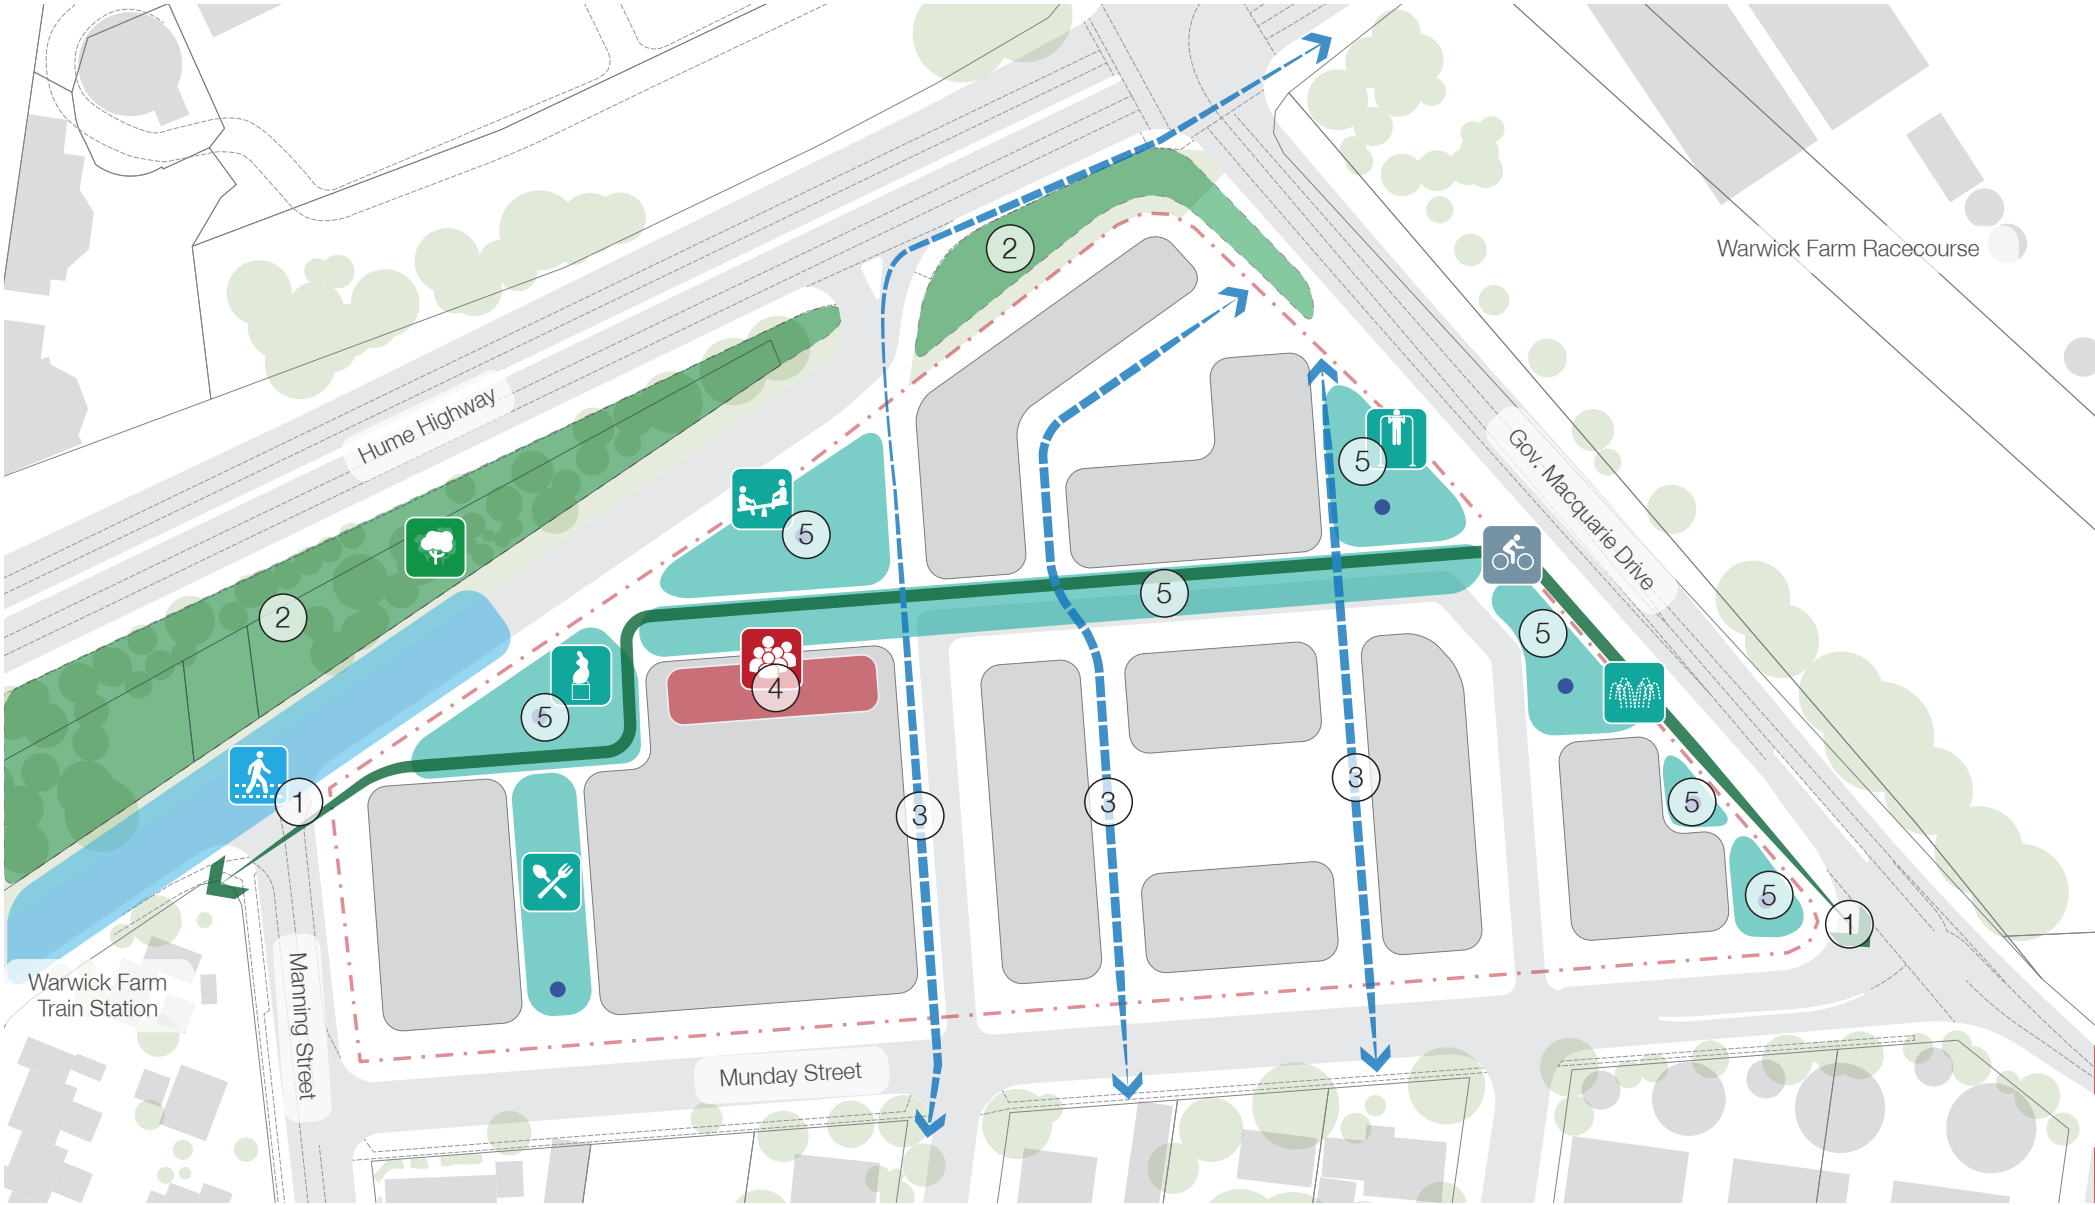 Warwick Farm Racecourse
2
Hume Highway
Gov. Macquarie Drive
5
5
2
5
5
4
5
1
5
3
3
3
5
5
1
Warwick Farm
Train Station
Manning Street
Munday Street